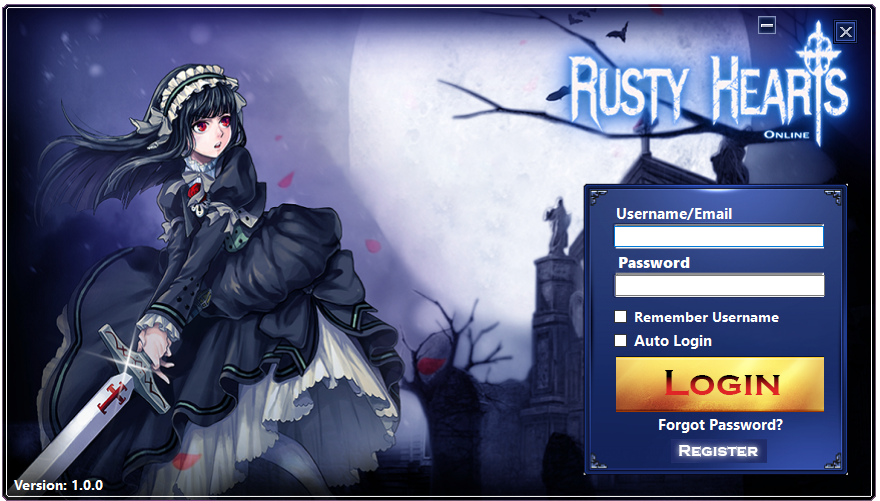 RUSTY HEARTS
ONLINE
Username/Email
Password
Remember Username
Auto Login
LOGIN
Forgot Password?
REGISTER
Version: 1.0.0